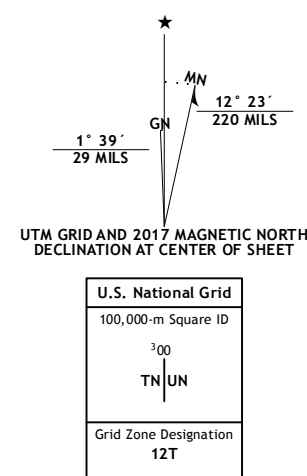 ★
MN
GN
12° 23´
220 MILS
1° 39´
29 MILS
UTM GRID AND 2017 MAGNETIC NORTH
DECLINATION AT CENTER OF SHEET
U.S. National Grid
100,000-m Square ID
³00
TN UN
Grid Zone Designation
12T